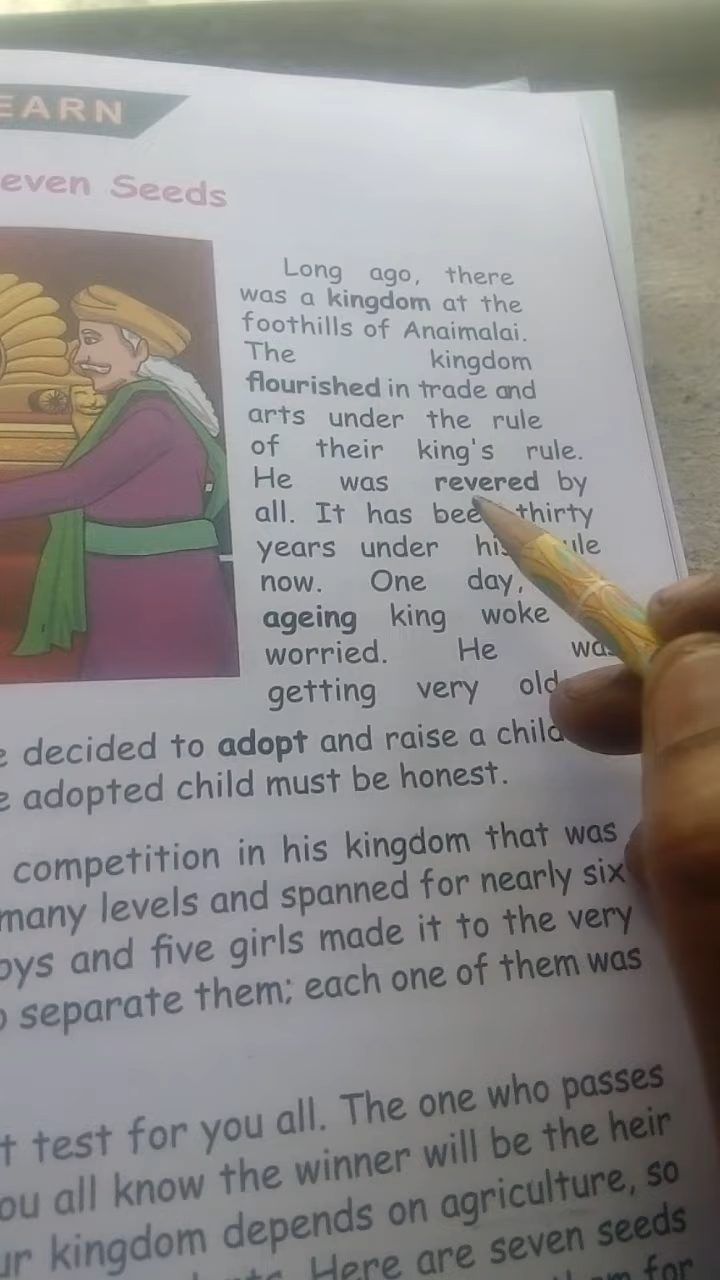 EARN
even Seeds
Long ago, there
was a kingdom at the
foothills of Anaimalai.
The kingdom
flourished in trade and
arts under the rule
of their king's rule.
He was revered by
all. It has bee thirty
years under his ule
now. One day,
ageing king woke
worried. He wa
getting very old
e decided to adopt and raise a child
e adopted child must be honest.
competition in his kingdom that was
many levels and spanned for nearly six
oys and five girls made it to the very
o separate them; each one of them was
t test for you all. The one who passes
ou all know the winner will be the heir
ur kingdom depends on agriculture, so
Here are seven seeds
for